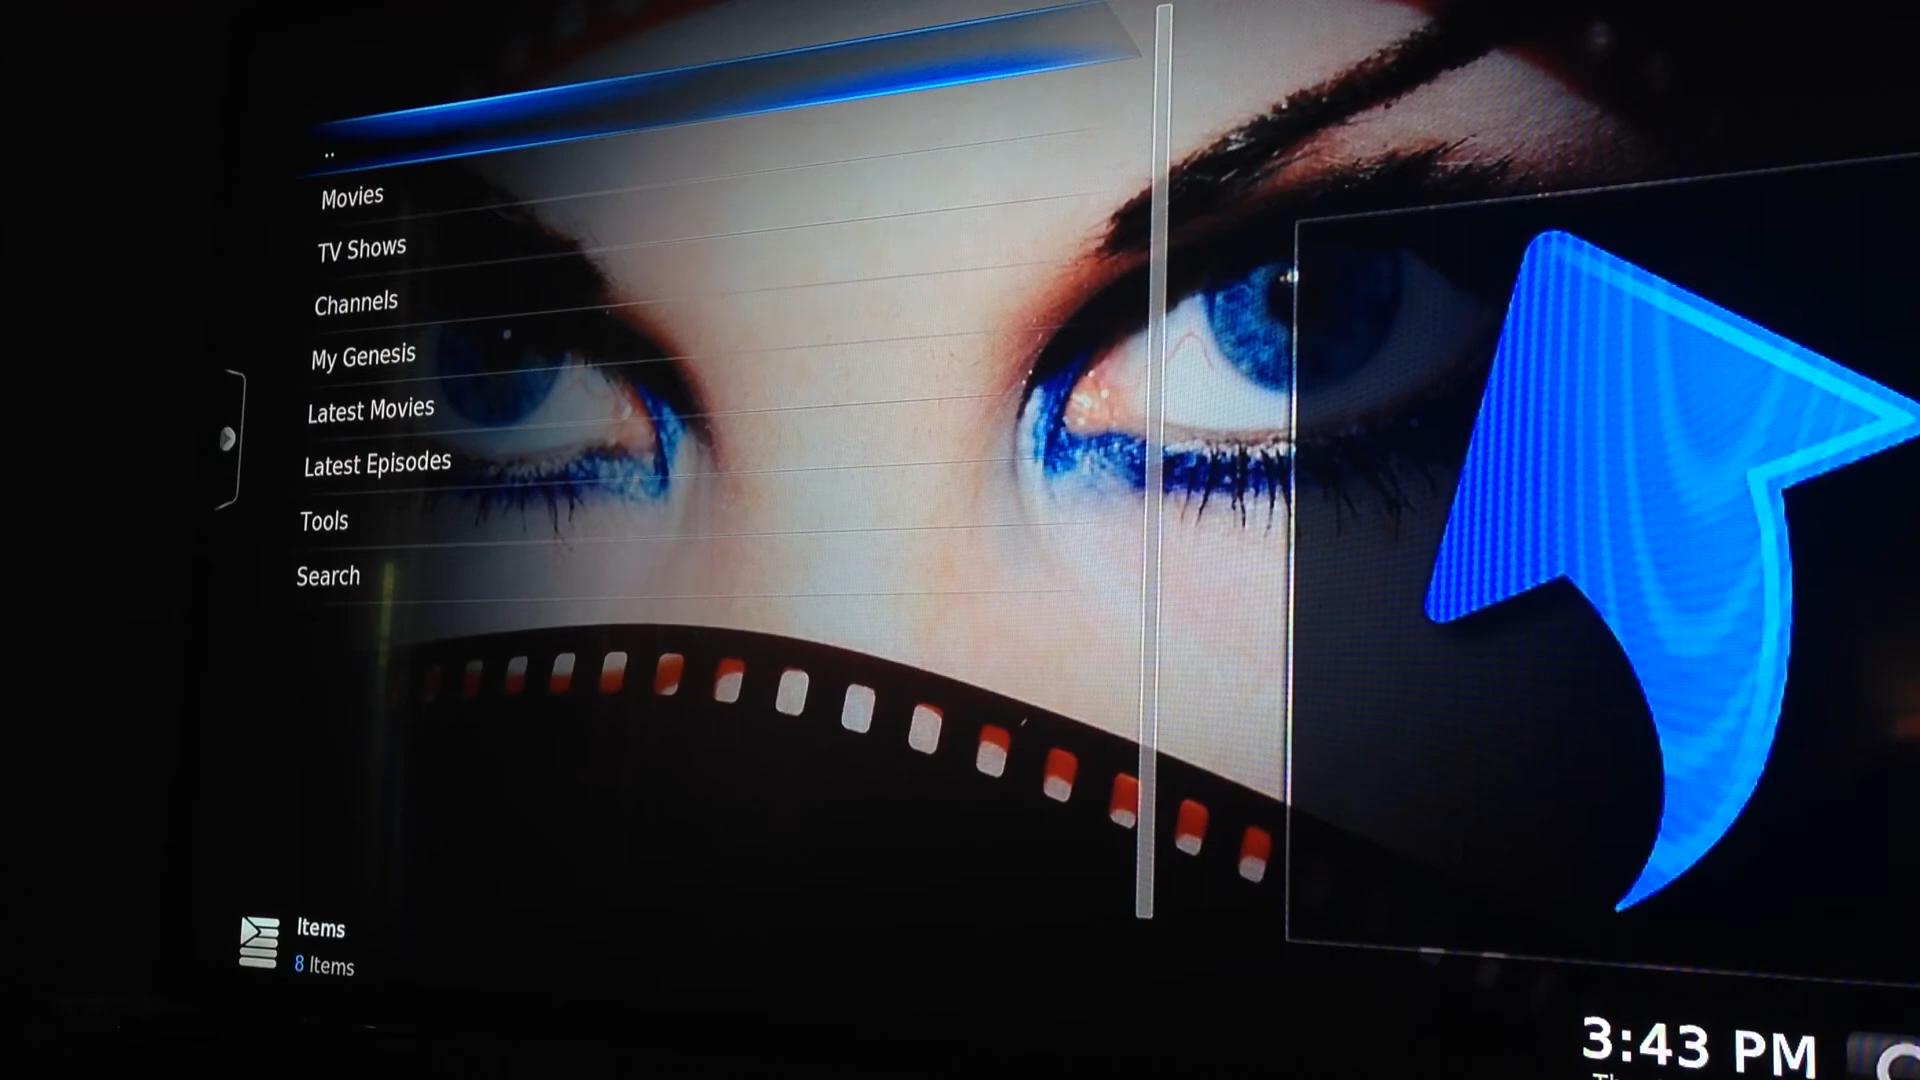 ..
Movies
TV Shows
Channels
My Genesis
Latest Movies
Latest Episodes
Tools
Search
Items
8 Items
3:43 PM